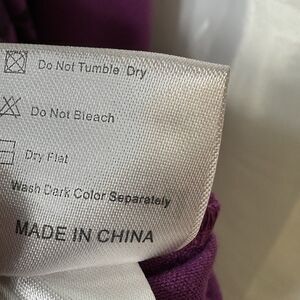 Do Not Tumble Dry
Do Not Bleach
Dry Flat
Wash Dark Color Separately
MADE IN CHINA